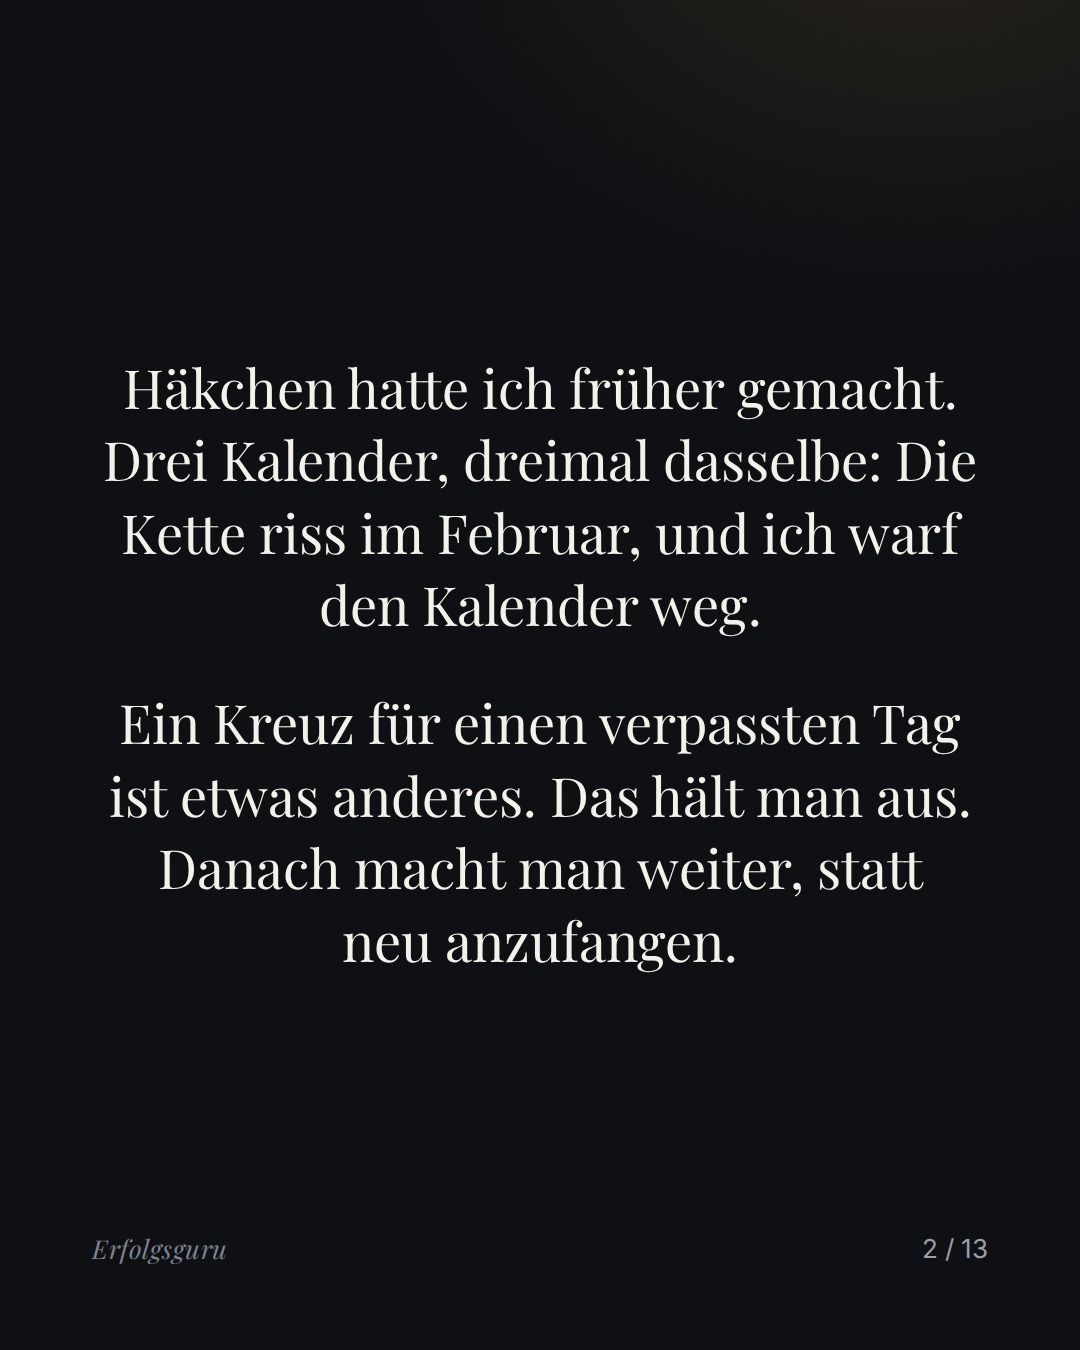 Häkchen hatte ich früher gemacht.
Drei Kalender, dreimal dasselbe: Die
Kette riss im Februar, und ich warf
den Kalender weg.
Ein Kreuz für einen verpassten Tag
ist etwas anderes. Das hält man aus.
Danach macht man weiter, statt
neu anzufangen.
Erfolgsguru
2 / 13